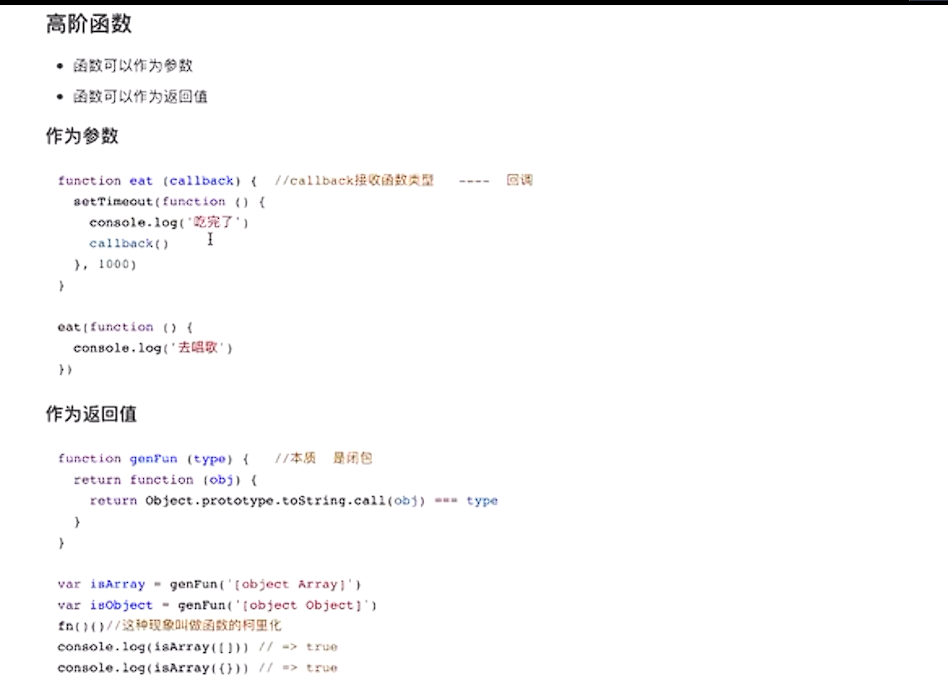 高阶函数
• 函数可以作为参数
• 函数可以作为返回值
作为参数
function eat (callback) { //callback接收函数类型 ---- 回调
setTimeout(function () {
console.log('吃完了')
callback()
}, 1000)
}
eat(function () {
console.log('去唱歌')
})
作为返回值
function genFun (type) { //本质 是闭包
return function (obj) {
return Object.prototype.toString.call(obj) === type
}
}
var isArray = genFun('[object Array]')
var isObject = genFun('[object Object]')
fn()()//这种现象叫做函数的柯里化
console.log(isArray([])) // => true
console.log(isArray({})) // => true